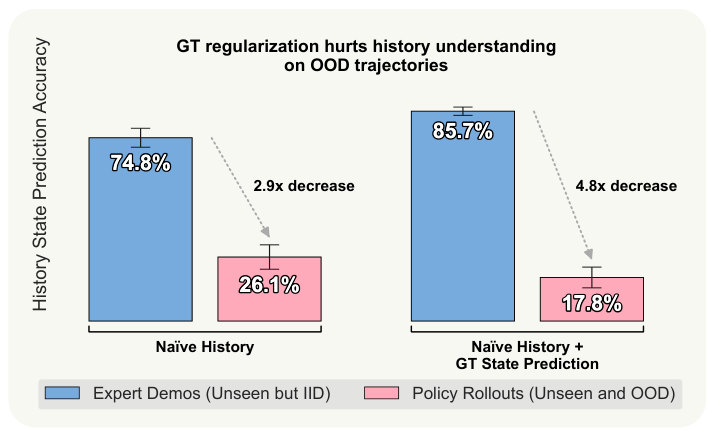 GT regularization hurts history understanding
on OOD trajectories
History State Prediction Accuracy
74.8%
2.9x decrease
26.1%
85.7%
4.8x decrease
17.8%
Naïve History
Naïve History +
GT State Prediction
Expert Demos (Unseen but IID)
Policy Rollouts (Unseen and OOD)